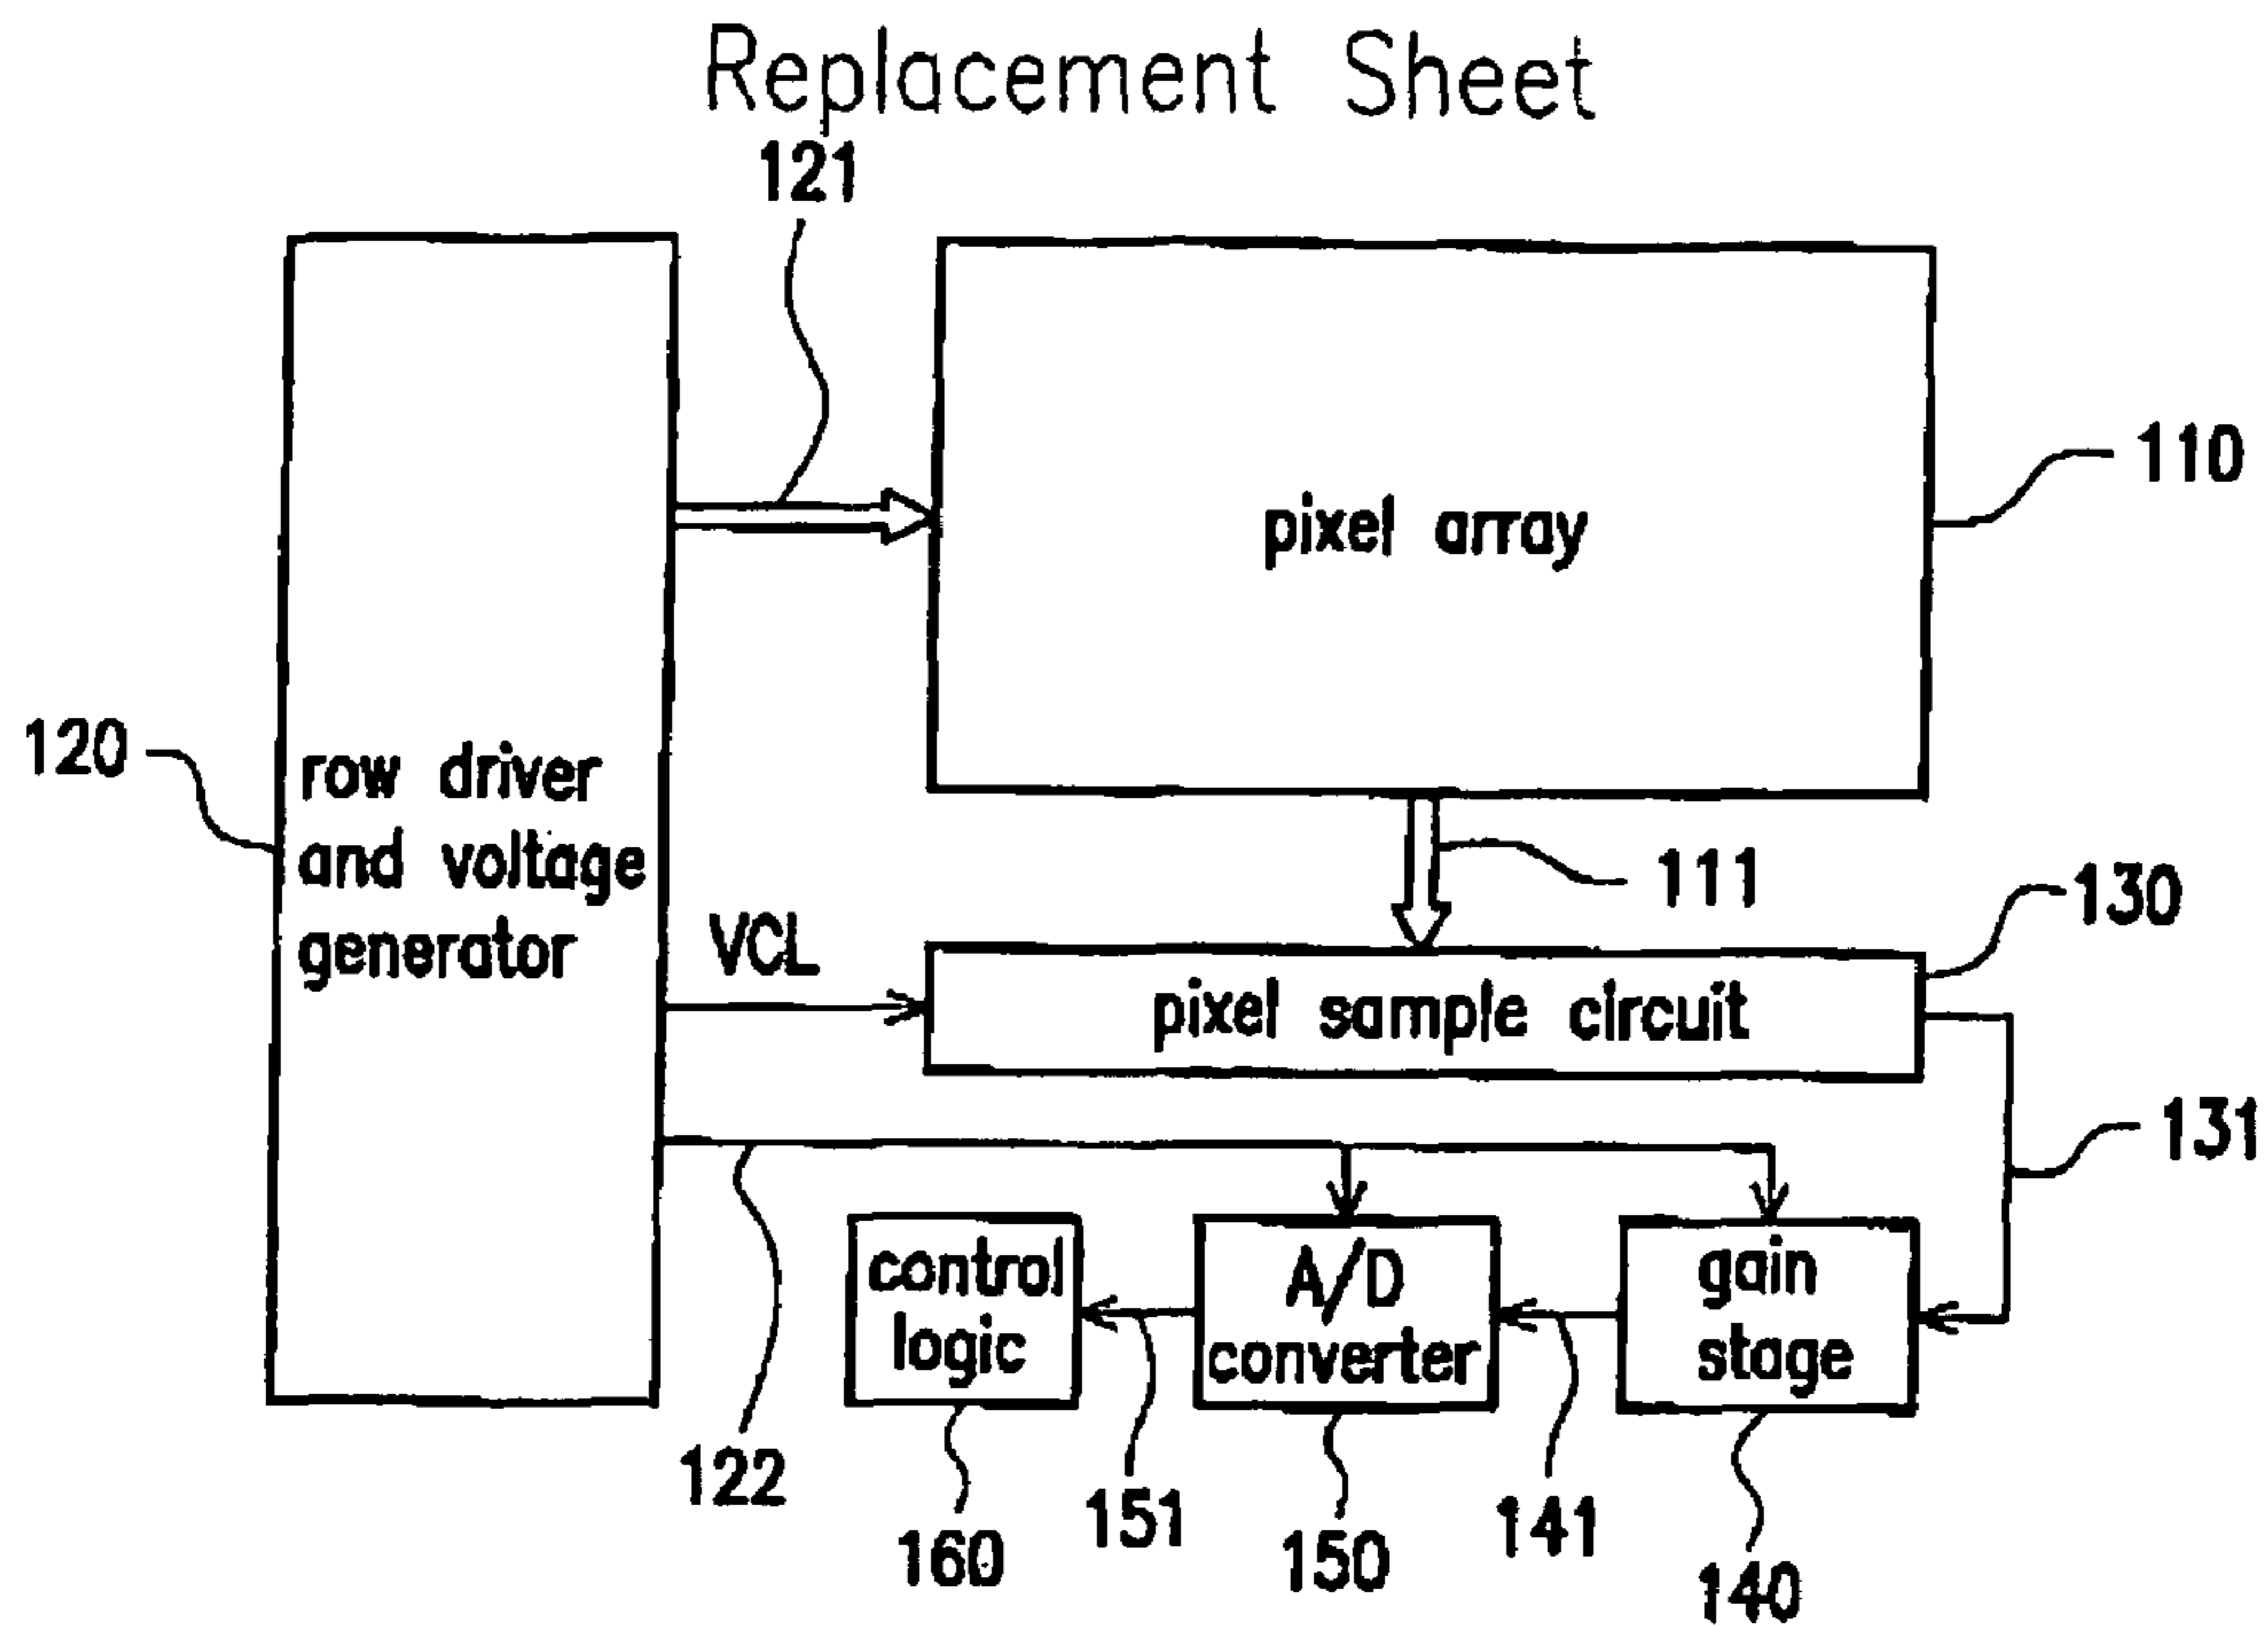 Replacement Sheet
121
110
pixel array
120
row driver
and voltage
generator
111
130
VCL
pixel sample circuit
131
control
logic
A/D
converter
gain
stage
122
160
151
150
141
140